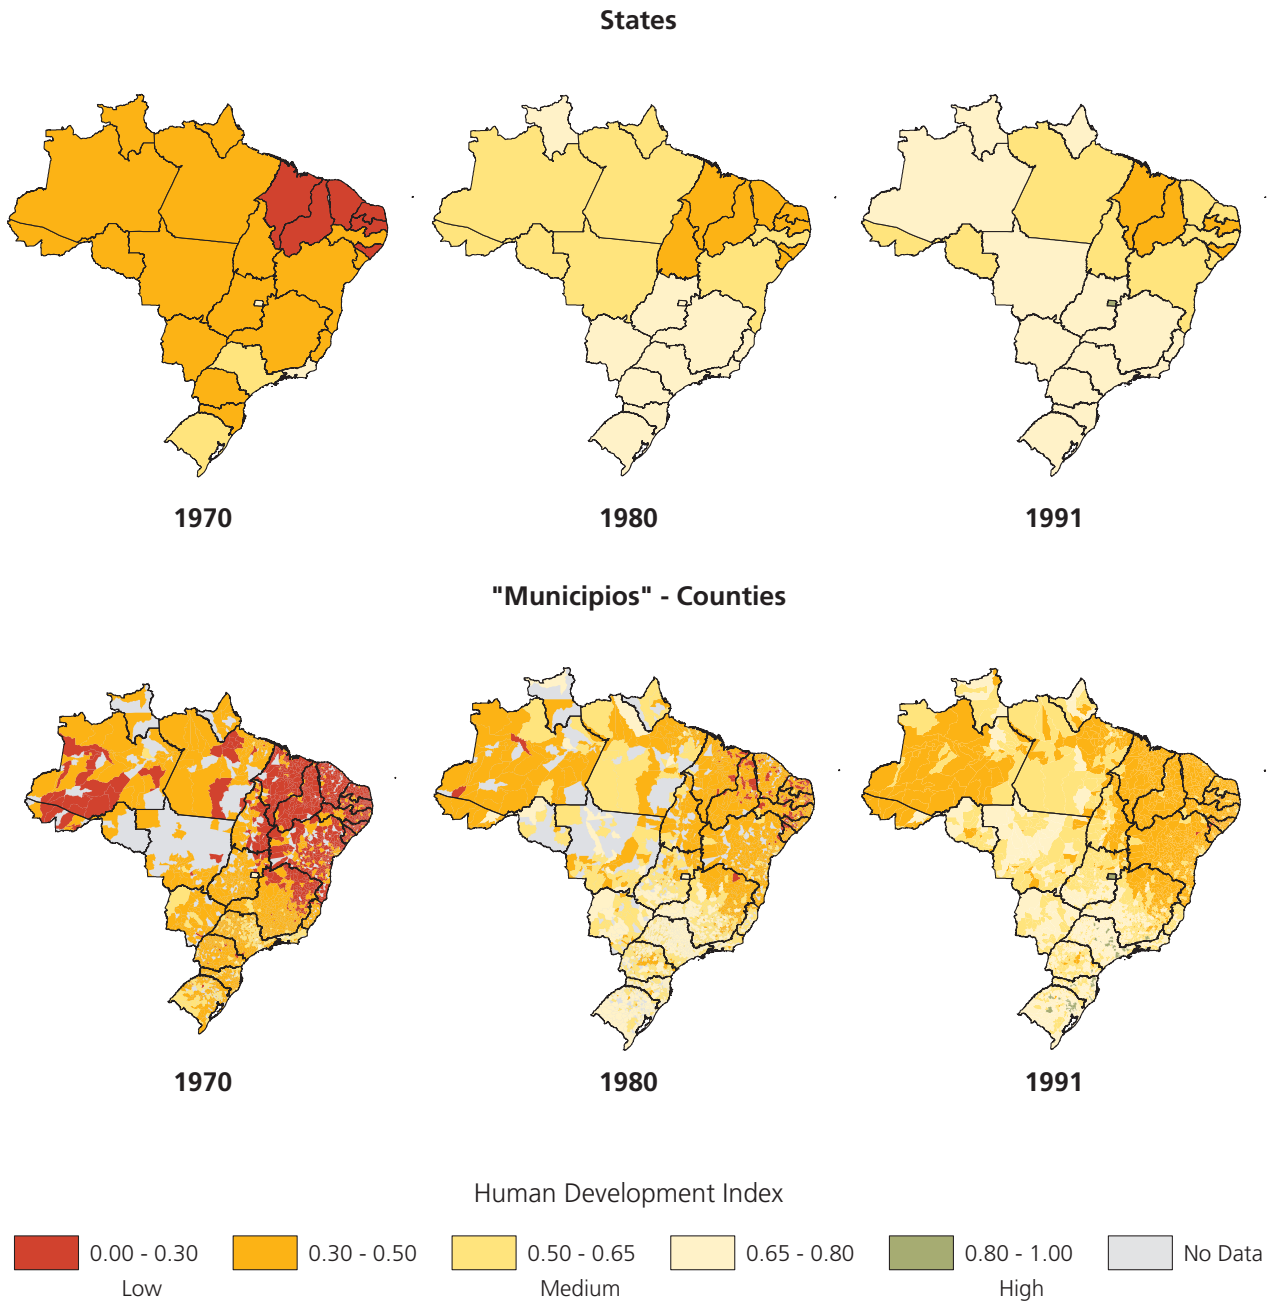 States
1970 1980 1991
"Municipios" - Counties
1970 1980 1991
Human Development Index
0.00 - 0.30 0.30 - 0.50 0.50 - 0.65 0.65 - 0.80 0.80 - 1.00 No Data
Low Medium High